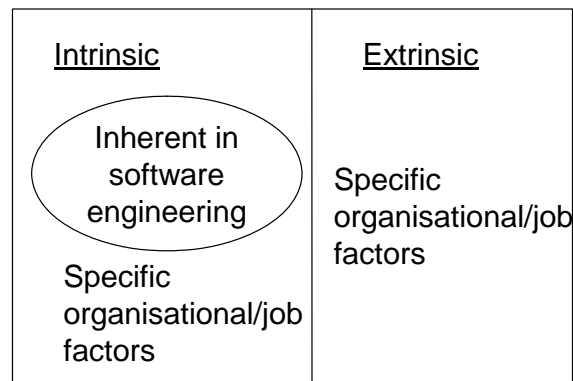 Intrinsic
Inherent in
software
engineering
Specific
organisational/job
factors
Extrinsic
Specific
organisational/job
factors